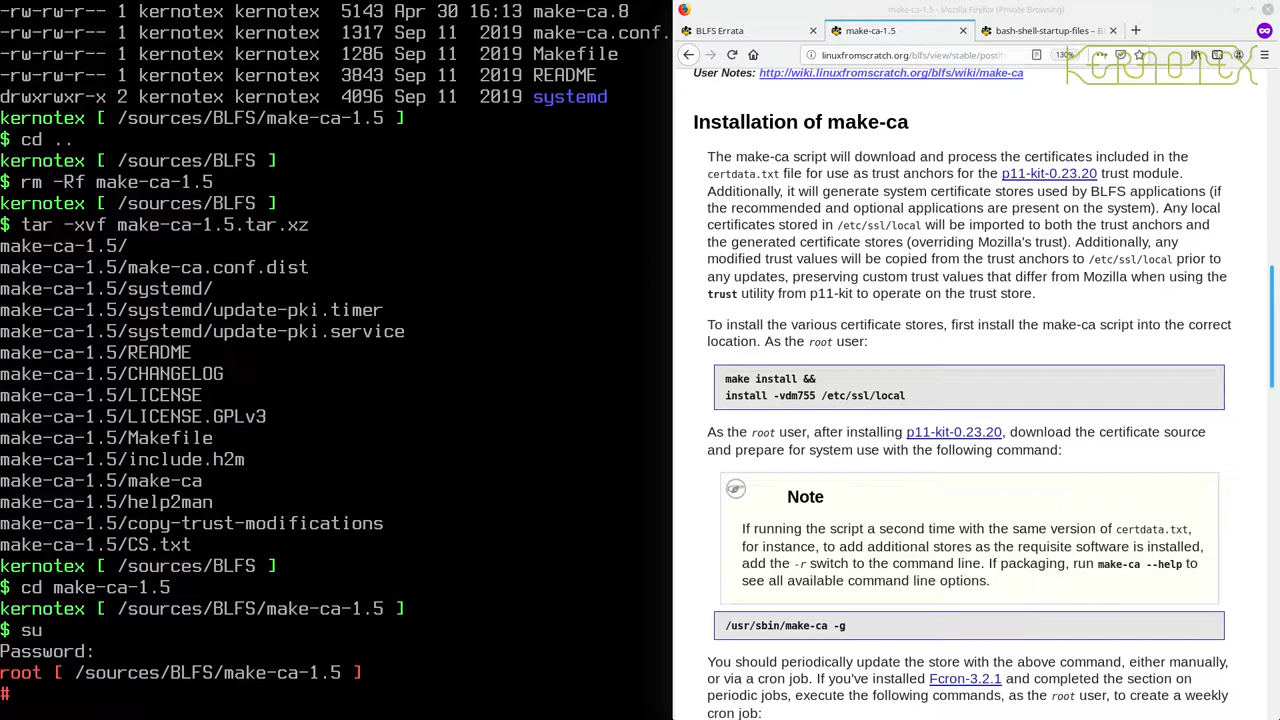 -rw-rw-r-- 1 kernotex kernotex  5143 Apr 30 16:13 make-ca.8
-rw-rw-r-- 1 kernotex kernotex  1317 Sep 11  2019 make-ca.conf.
-rw-rw-r-- 1 kernotex kernotex  1286 Sep 11  2019 Makefile
-rw-rw-r-- 1 kernotex kernotex  3843 Sep 11  2019 README
drwxrwxr-x 2 kernotex kernotex  4096 Sep 11  2019 systemd
kernotex [ /sources/BLFS/make-ca-1.5 ]
$ cd ..
kernotex [ /sources/BLFS ]
$ rm -Rf make-ca-1.5
kernotex [ /sources/BLFS ]
$ tar -xvf make-ca-1.5.tar.xz
make-ca-1.5/
make-ca-1.5/make-ca.conf.dist
make-ca-1.5/systemd/
make-ca-1.5/systemd/update-pki.timer
make-ca-1.5/systemd/update-pki.service
make-ca-1.5/README
make-ca-1.5/CHANGELOG
make-ca-1.5/LICENSE
make-ca-1.5/LICENSE.GPLv3
make-ca-1.5/Makefile
make-ca-1.5/include.h2m
make-ca-1.5/make-ca
make-ca-1.5/help2man
make-ca-1.5/copy-trust-modifications
make-ca-1.5/CS.txt
kernotex [ /sources/BLFS ]
$ cd make-ca-1.5
kernotex [ /sources/BLFS/make-ca-1.5 ]
$ su
Password:
root [ /sources/BLFS/make-ca-1.5 ]
#
make-ca-1.5 - Mozilla Firefox (Private Browsing)
BLFS Errata
make-ca-1.5
bash-shell-startup-files – BL
linuxfromscratch.org/blfs/view/stable/postlf
130%
KERNOTEX
User Notes: http://wiki.linuxfromscratch.org/blfs/wiki/make-ca
Installation of make-ca
The make-ca script will download and process the certificates included in the
certdata.txt file for use as trust anchors for the p11-kit-0.23.20 trust module.
Additionally, it will generate system certificate stores used by BLFS applications (if
the recommended and optional applications are present on the system). Any local
certificates stored in /etc/ssl/local will be imported to both the trust anchors and
the generated certificate stores (overriding Mozilla's trust). Additionally, any
modified trust values will be copied from the trust anchors to /etc/ssl/local prior to
any updates, preserving custom trust values that differ from Mozilla when using the
trust utility from p11-kit to operate on the trust store.
To install the various certificate stores, first install the make-ca script into the correct
location. As the root user:
make install &&
install -vdm755 /etc/ssl/local
As the root user, after installing p11-kit-0.23.20, download the certificate source
and prepare for system use with the following command:
Note
If running the script a second time with the same version of certdata.txt,
for instance, to add additional stores as the requisite software is installed,
add the -r switch to the command line. If packaging, run make-ca --help to
see all available command line options.
/usr/sbin/make-ca -g
You should periodically update the store with the above command, either manually,
or via a cron job. If you've installed Fcron-3.2.1 and completed the section on
periodic jobs, execute the following commands, as the root user, to create a weekly
cron job: